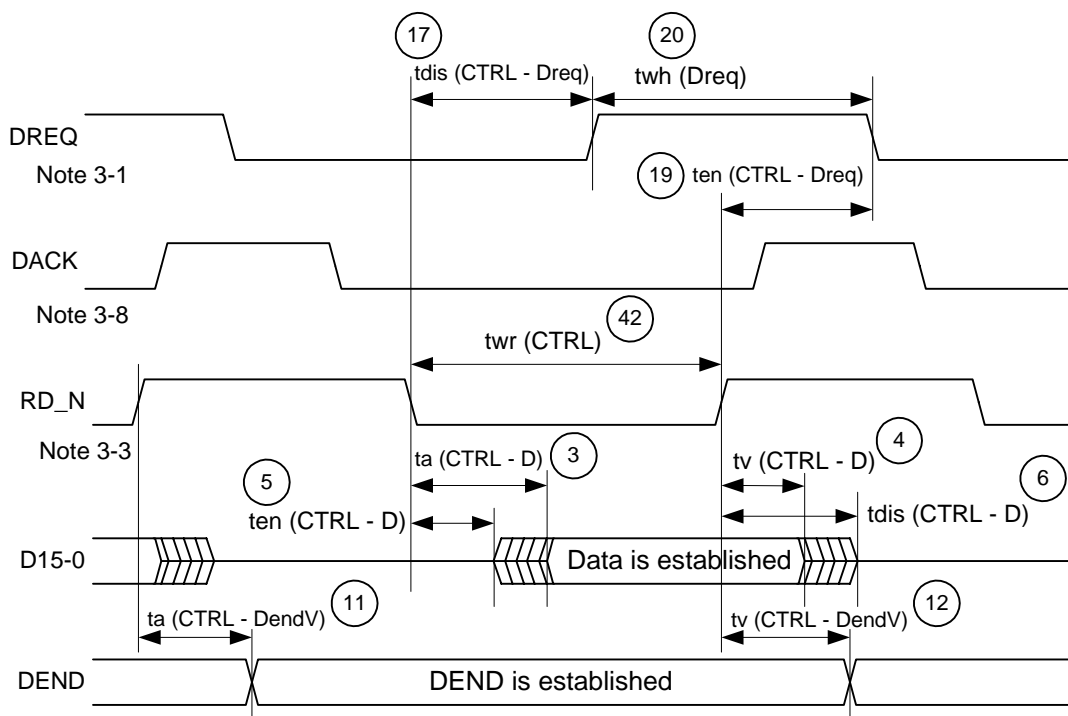 17
20
tdis (CTRL - Dreq)
twh (Dreq)
DREQ
Note 3-1
19
ten (CTRL - Dreq)
DACK
Note 3-8
42
twr (CTRL)
RD_N
Note 3-3
ta (CTRL - D)
3
tv (CTRL - D)
4
5
ten (CTRL - D)
6
tdis (CTRL - D)
D15-0
Data is established
11
ta (CTRL - DendV)
12
tv (CTRL - DendV)
DEND
DEND is established